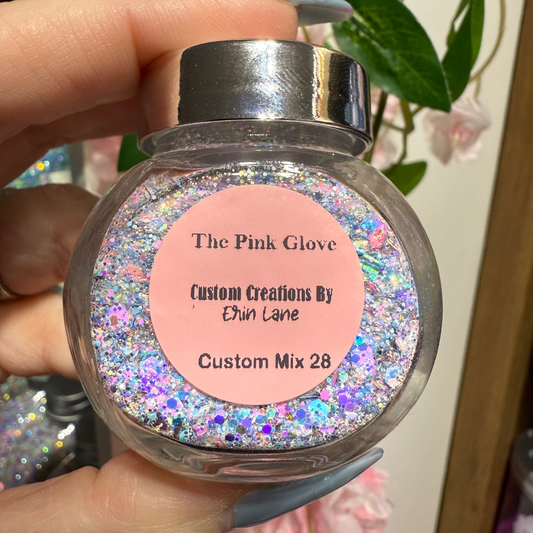 The Pink Glove
Custom Creations By
Erin Lane
Custom Mix 28